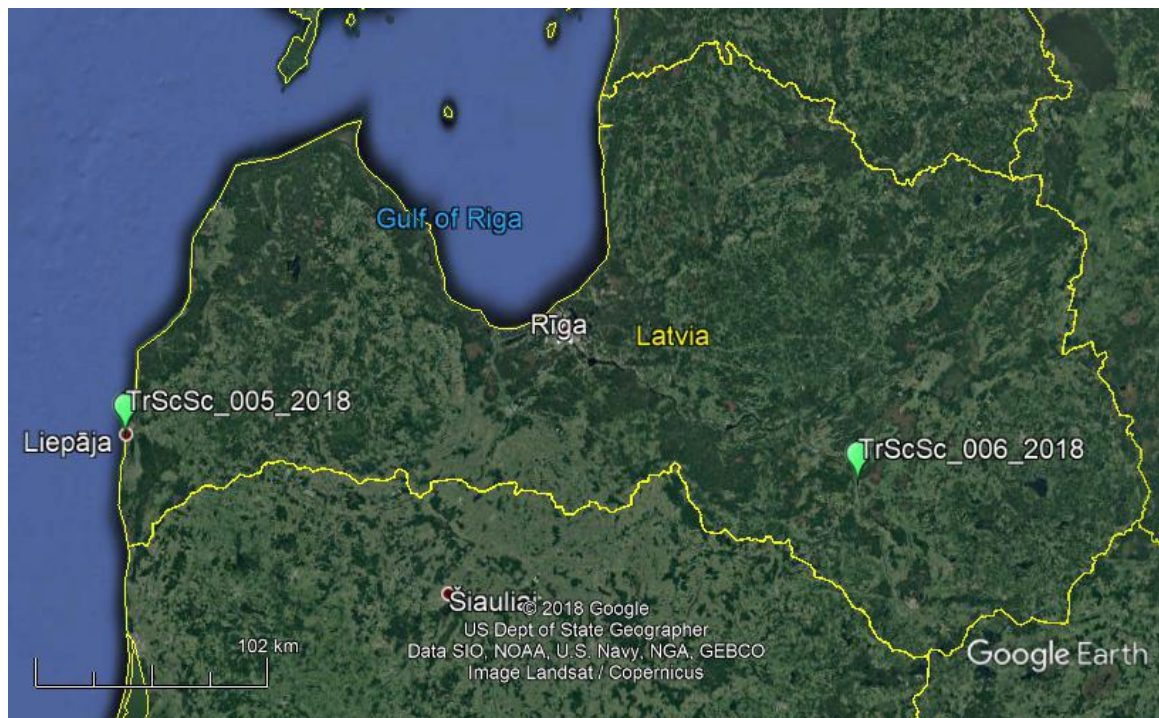 Gulf of Riga
Rīga
Latvia
TrScSc_005_2018
Liepāja
TrScSc_006_2018
Šiauliai
© 2018 Google
US Dept of State Geographer
Data SIO, NOAA, U.S. Navy, NGA, GEBCO
Image Landsat / Copernicus
102 km
Google Earth